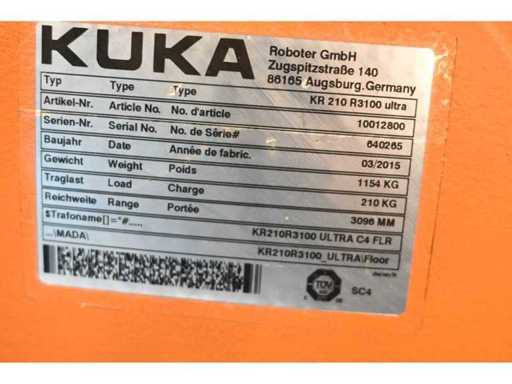 KUKA
Roboter GmbH
Zugspitzstraße 140
86165 Augsburg, Germany
Typ Type Type KR 210 R3100 ultra
Artikel-Nr. Article No. No. d'article 10012800
Serien-Nr. Serial No. No. de Série# 640265
Baujahr Date Année de fabric. 03/2015
Gewicht Weight Poids 1154 KG
Traglast Load Charge 210 KG
Reichweite Range Portée 3096 MM
$Trafoname[]="#..... KR210R3100 ULTRA C4 FLR
...\MADA\ KR210R3100_ULTRA\Floor
TÜV
SC4